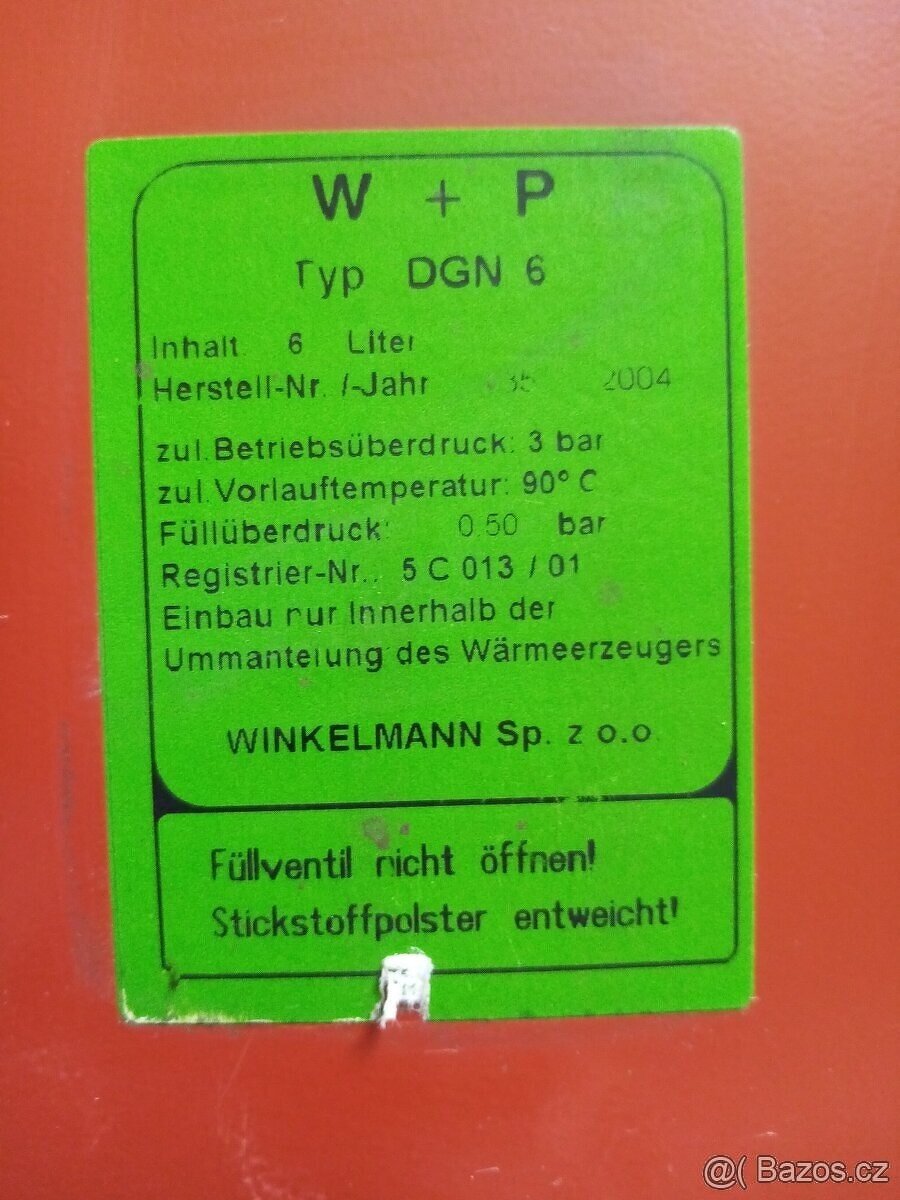 W + P
Typ DGN 6
Inhalt 6 Liter
Herstell-Nr. /-Jahr 35 2004
zul. Betriebsüberdruck: 3 bar
zul. Vorlauftemperatur: 90° C
Füllüberdruck: 0.50 bar
Registrier-Nr.: 5 C 013 / 01
Einbau nur Innerhalb der
Ummantelung des Wärmeerzeugers
WINKELMANN Sp. z o.o.
Füllventil nicht öffnen!
Stickstoffpolster entweicht!
@( Bazos.cz